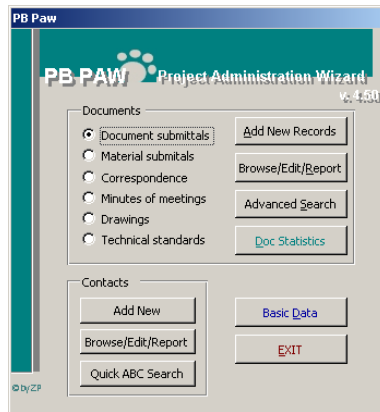 PB Paw
PB PAW Project Administration Wizard
v. 4.50
Documents
Document submittals
Material submitals
Correspondence
Minutes of meetings
Drawings
Technical standards
Add New Records
Browse/Edit/Report
Advanced Search
Doc Statistics
Contacts
Add New
Browse/Edit/Report
Quick ABC Search
Basic Data
EXIT
© by ZP